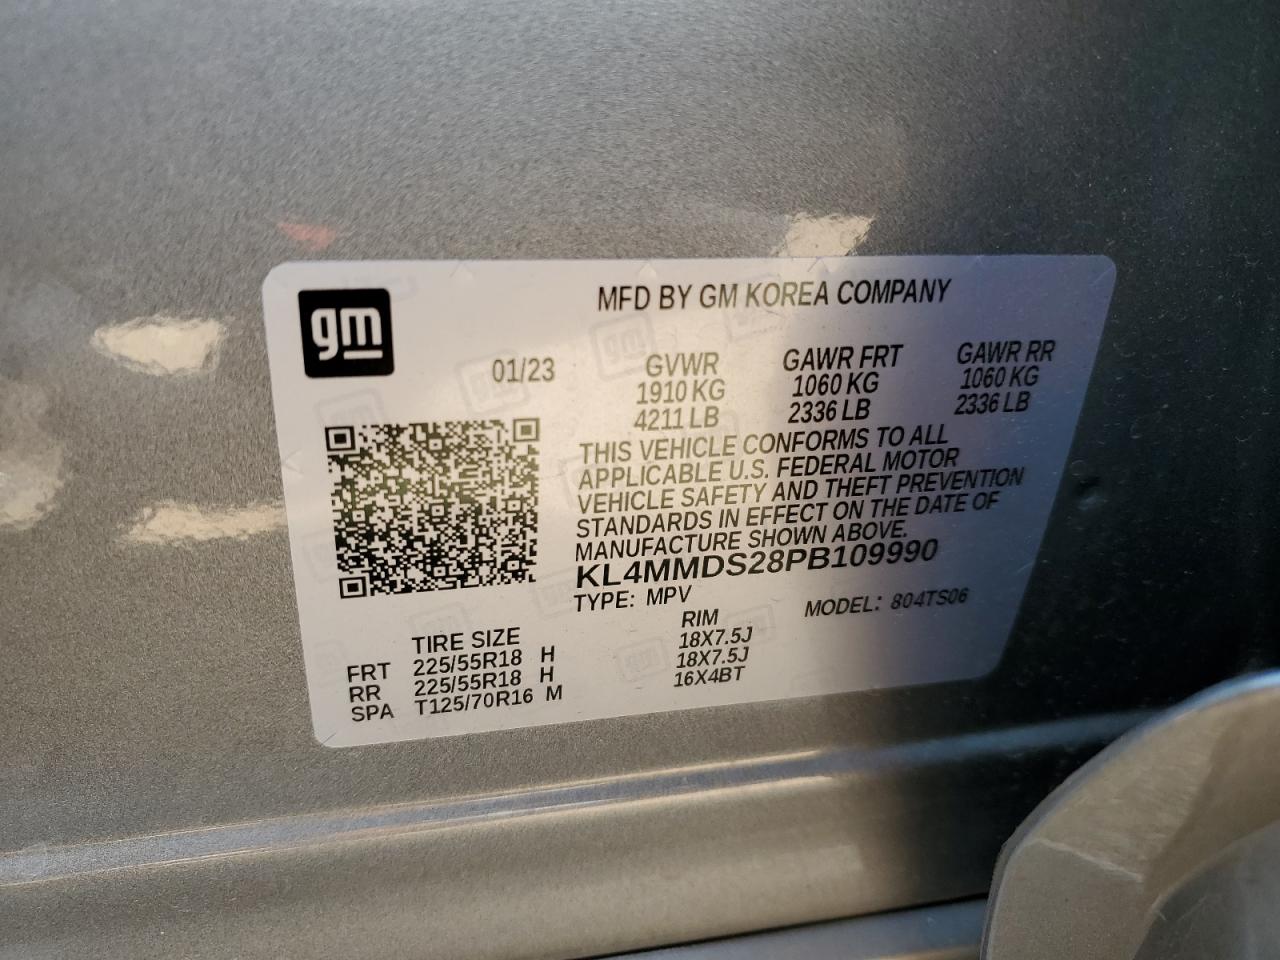 gm
MFD BY GM KOREA COMPANY
01/23 GVWR GAWR FRT GAWR RR
1910 KG 1060 KG 1060 KG
4211 LB 2336 LB 2336 LB
THIS VEHICLE CONFORMS TO ALL
APPLICABLE U.S. FEDERAL MOTOR
VEHICLE SAFETY AND THEFT PREVENTION
STANDARDS IN EFFECT ON THE DATE OF
MANUFACTURE SHOWN ABOVE.
KL4MMDS28PB109990
TYPE: MPV MODEL: 804TS06
TIRE SIZE RIM
FRT 225/55R18 H 18X7.5J
RR 225/55R18 H 18X7.5J
SPA T125/70R16 M 16X4BT